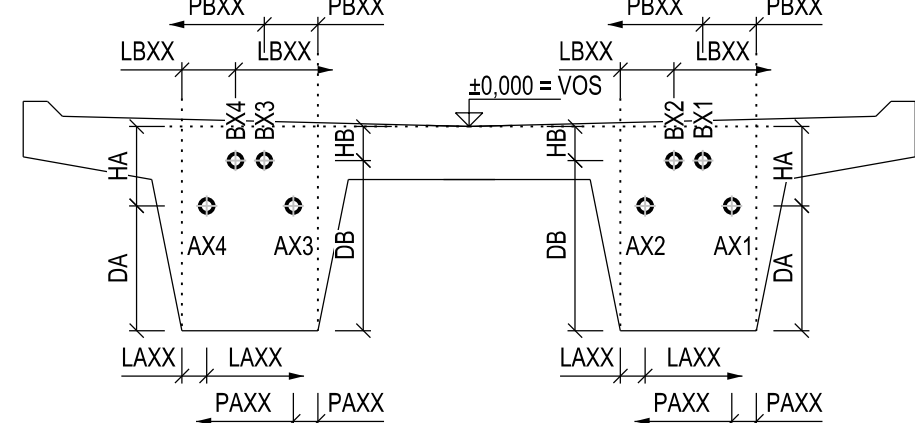 PBXX PBXX PBXX PBXX
LBXX LBXX LBXX LBXX
±0,000 = VOS
BX4 BX3 BX2 BX1
HA HB HB HA
AX4 AX3 AX2 AX1
DA DB DB DA
LAXX LAXX LAXX LAXX
PAXX PAXX PAXX PAXX